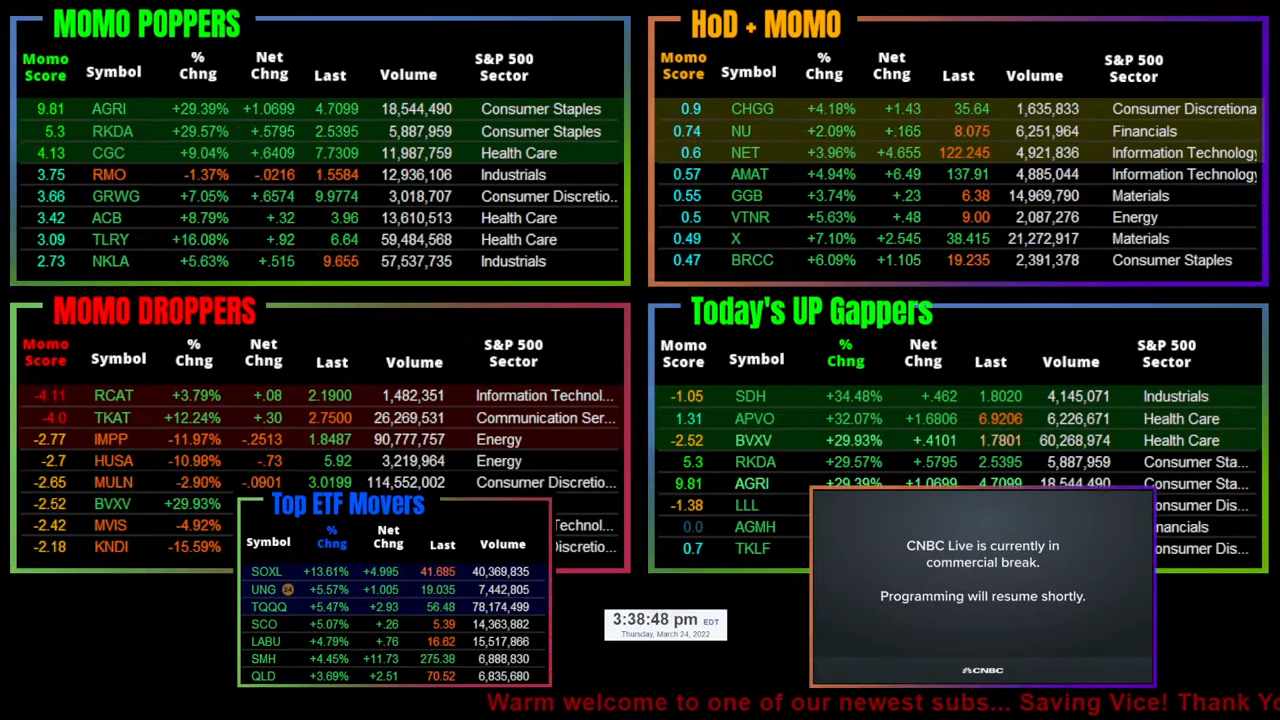 MOMO POPPERS
Momo Score Symbol % Chng Net Chng Last Volume S&P 500 Sector
9.81 AGRI +29.39% +1.0699 4.7099 18,544,490 Consumer Staples
5.3 RKDA +29.57% +.5795 2.5395 5,887,959 Consumer Staples
4.13 CGC +9.04% +.6409 7.7309 11,987,759 Health Care
3.75 RMO -1.37% -.0216 1.5584 12,936,106 Industrials
3.66 GRWG +7.05% +.6574 9.9774 3,018,707 Consumer Discretio..
3.42 ACB +8.79% +.32 3.96 13,610,513 Health Care
3.09 TLRY +16.08% +.92 6.64 59,484,568 Health Care
2.73 NKLA +5.63% +.515 9.655 57,537,735 Industrials
HoD + MOMO
Momo Score Symbol % Chng Net Chng Last Volume S&P 500 Sector
0.9 CHGG +4.18% +1.43 35.64 1,635,833 Consumer Discretiona
0.74 NU +2.09% +.165 8.075 6,251,964 Financials
0.6 NET +3.96% +4.655 122.245 4,921,836 Information Technology
0.57 AMAT +4.94% +6.49 137.91 4,885,044 Information Technology
0.55 GGB +3.74% +.23 6.38 14,969,790 Materials
0.5 VTNR +5.63% +.48 9.00 2,087,276 Energy
0.49 X +7.10% +2.545 38.415 21,272,917 Materials
0.47 BRCC +6.09% +1.105 19.235 2,391,378 Consumer Staples
MOMO DROPPERS
Momo Score Symbol % Chng Net Chng Last Volume S&P 500 Sector
-4.11 RCAT +3.79% +.08 2.1900 1,482,351 Information Technol...
-4.0 TKAT +12.24% +.30 2.7500 26,269,531 Communication Ser...
-2.77 IMPP -11.97% -.2513 1.8487 90,777,757 Energy
-2.7 HUSA -10.98% -.73 5.92 3,219,964 Energy
-2.65 MULN -2.90% -.0901 3.0199 114,552,002 Consumer Discretio...
-2.52 BVXV +29.93%
-2.42 MVIS -4.92% Technol...
-2.18 KNDI -15.59% Discretio...
Today's UP Gappers
Momo Score Symbol % Chng Net Chng Last Volume S&P 500 Sector
-1.05 SDH +34.48% +.462 1.8020 4,145,071 Industrials
1.31 APVO +32.07% +1.6806 6.9206 6,226,671 Health Care
-2.52 BVXV +29.93% +.4101 1.7801 60,268,974 Health Care
5.3 RKDA +29.57% +.5795 2.5395 5,887,959 Consumer Sta...
9.81 AGRI +29.39% +1.0699 4.7099 18,544,490 Consumer Sta...
-1.38 LLL onsumer Dis...
0.0 AGMH inancials
0.7 TKLF onsumer Dis...
Top ETF Movers
Symbol % Chng Net Chng Last Volume
SOXL +13.61% +4.995 41.685 40,369,835
UNG 24 +5.57% +1.005 19.035 7,442,805
TQQQ +5.47% +2.93 56.48 78,174,499
SCO +5.07% +.26 5.39 14,363,882
LABU +4.79% +.76 16.62 15,517,866
SMH +4.45% +11.73 275.38 6,888,830
QLD +3.69% +2.51 70.52 6,835,680
3:38:48 pm EDT
Thursday, March 24, 2022
CNBC Live is currently in
commercial break.
Programming will resume shortly.
CNBC
Warm welcome to one of our newest subs... Saving Vice! Thank Yo